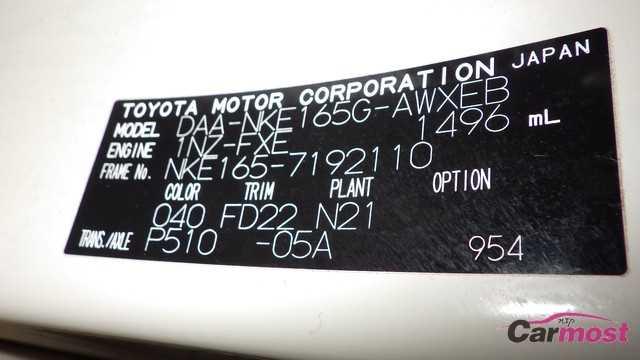 TOYOTA MOTOR CORPORATION JAPAN
MODEL DAA-NKE165G-AWXEB
ENGINE 1NZ-FXE 1496 mL
FRAME No. NKE165-7192110
COLOR TRIM PLANT OPTION
040 FD22 N21
TRANS./AXLE P510 -05A 954
Carmost